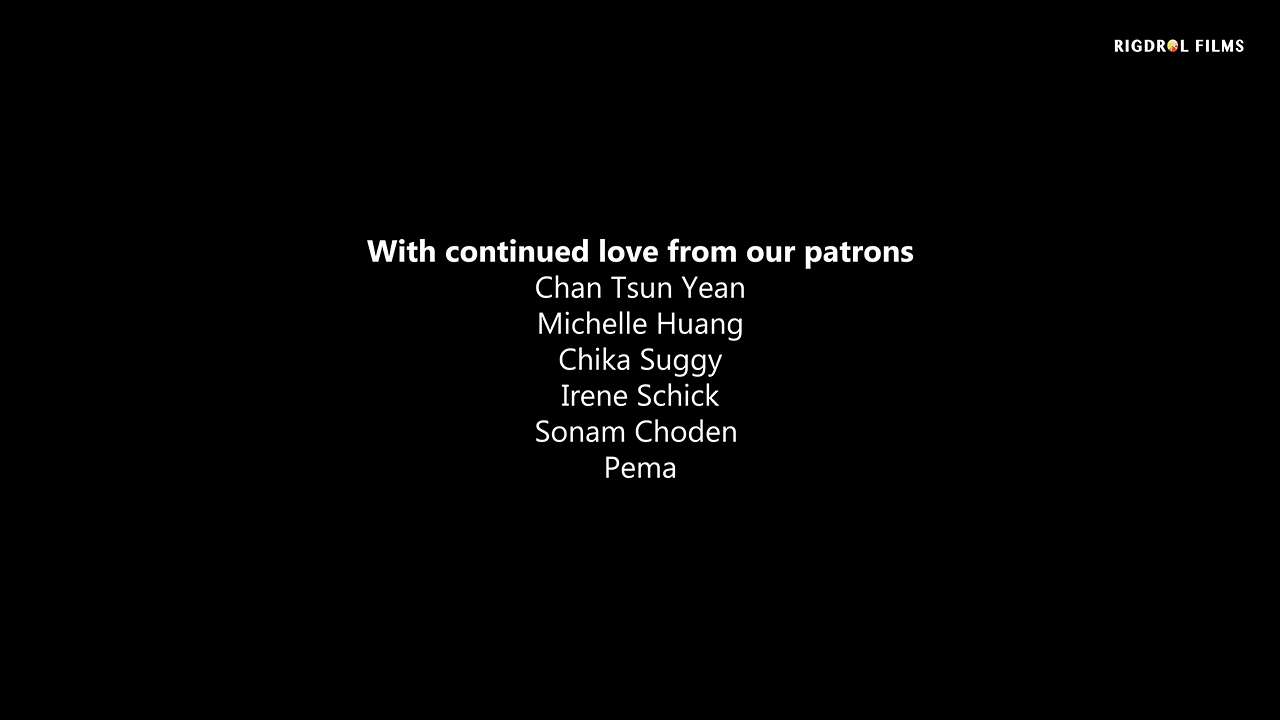 RIGDROL FILMS
With continued love from our patrons
Chan Tsun Yean
Michelle Huang
Chika Suggy
Irene Schick
Sonam Choden
Pema